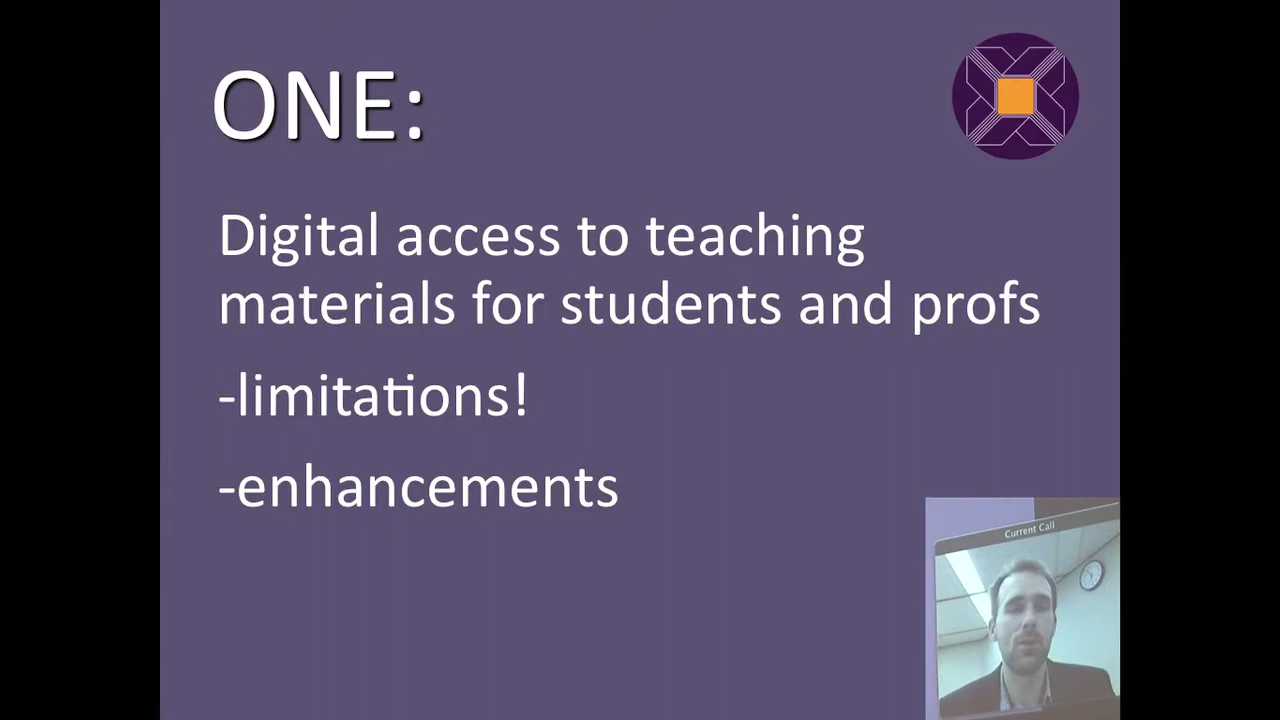 ONE:
Digital access to teaching
materials for students and profs
-limitations!
-enhancements
Current Call